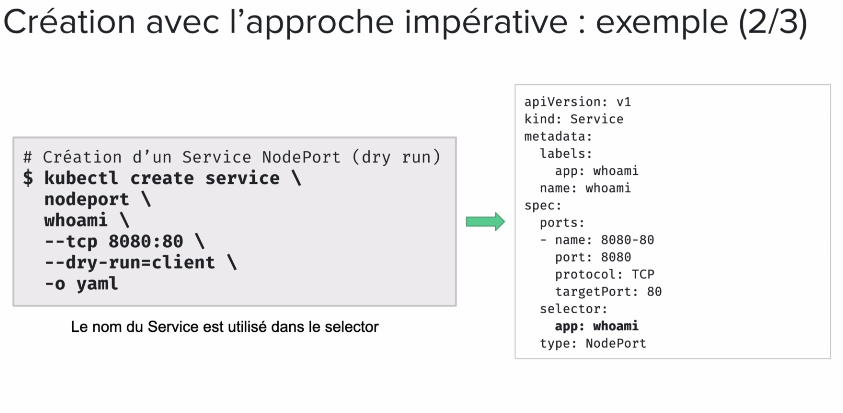 Création avec l’approche impérative : exemple (2/3)
# Création d’un Service NodePort (dry run)
$ kubectl create service \
nodeport \
whoami \
--tcp 8080:80 \
--dry-run=client \
-o yaml
Le nom du Service est utilisé dans le selector
apiVersion: v1
kind: Service
metadata:
  labels:
    app: whoami
  name: whoami
spec:
  ports:
  - name: 8080-80
    port: 8080
    protocol: TCP
    targetPort: 80
  selector:
    app: whoami
  type: NodePort